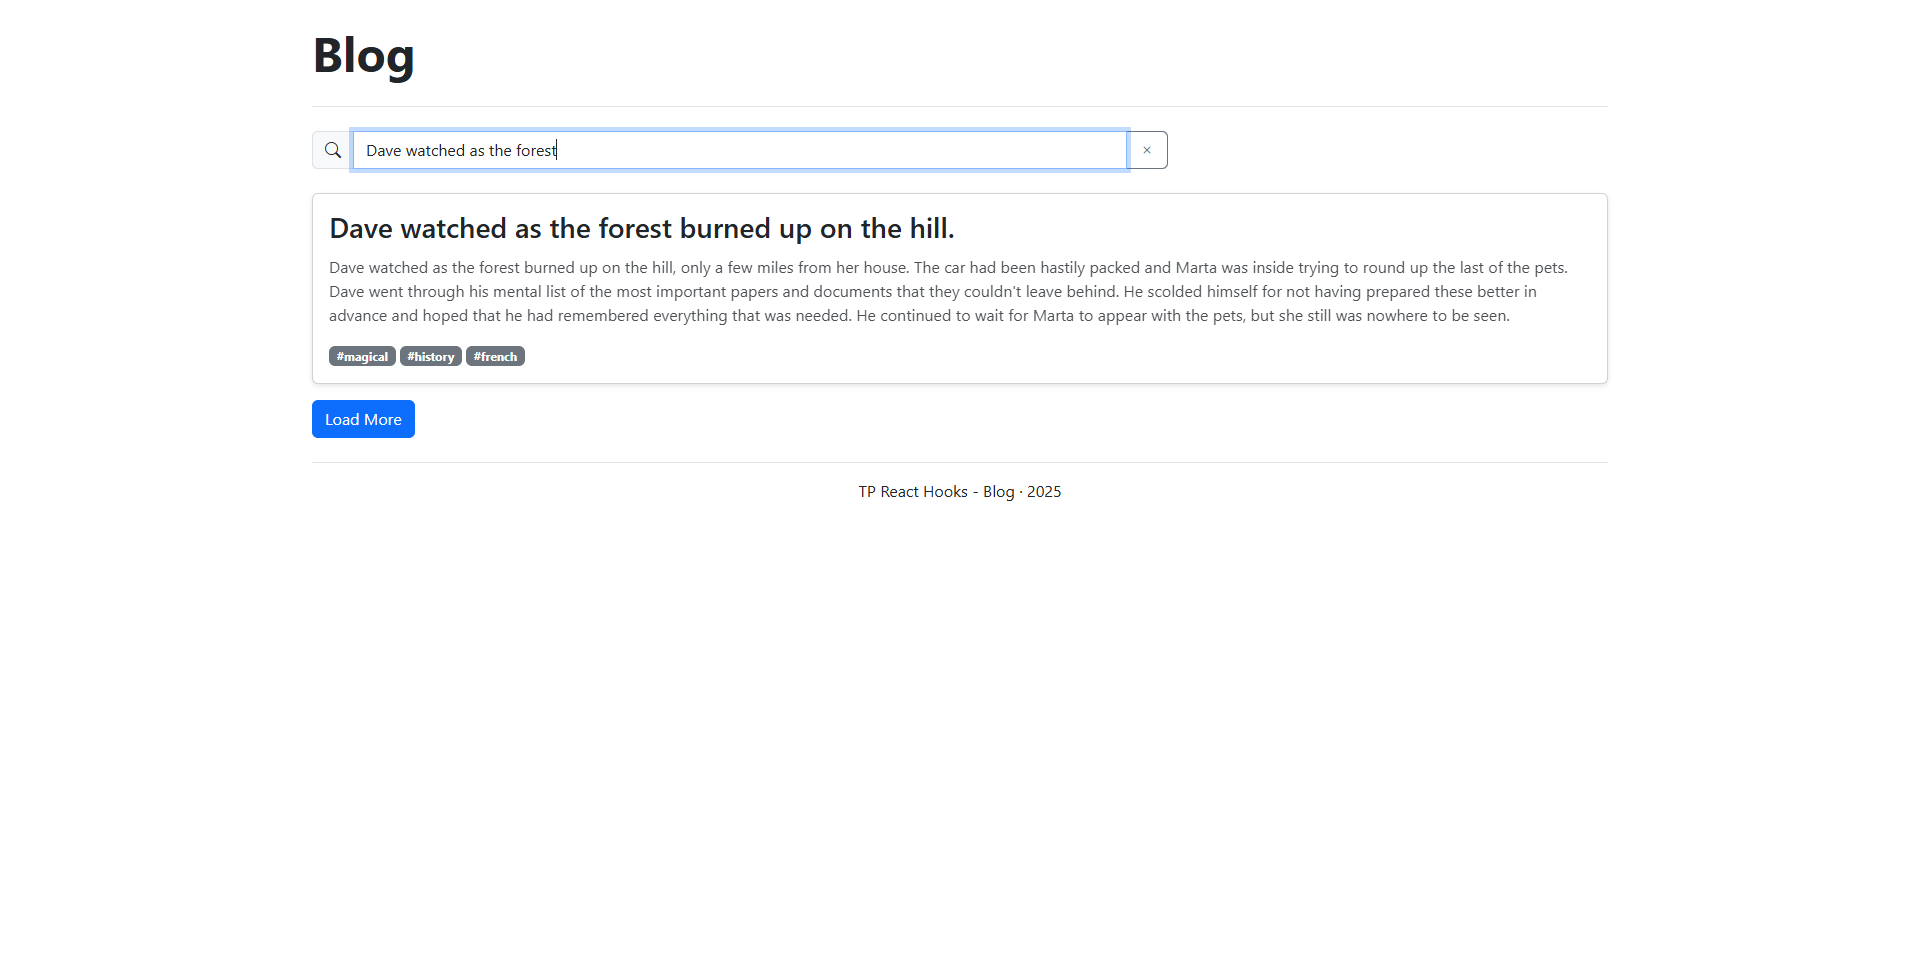 Blog
Dave watched as the forest
×
Dave watched as the forest burned up on the hill.
Dave watched as the forest burned up on the hill, only a few miles from her house. The car had been hastily packed and Marta was inside trying to round up the last of the pets.
Dave went through his mental list of the most important papers and documents that they couldn't leave behind. He scolded himself for not having prepared these better in
advance and hoped that he had remembered everything that was needed. He continued to wait for Marta to appear with the pets, but she still was nowhere to be seen.
#magical #history #french
Load More
TP React Hooks - Blog · 2025